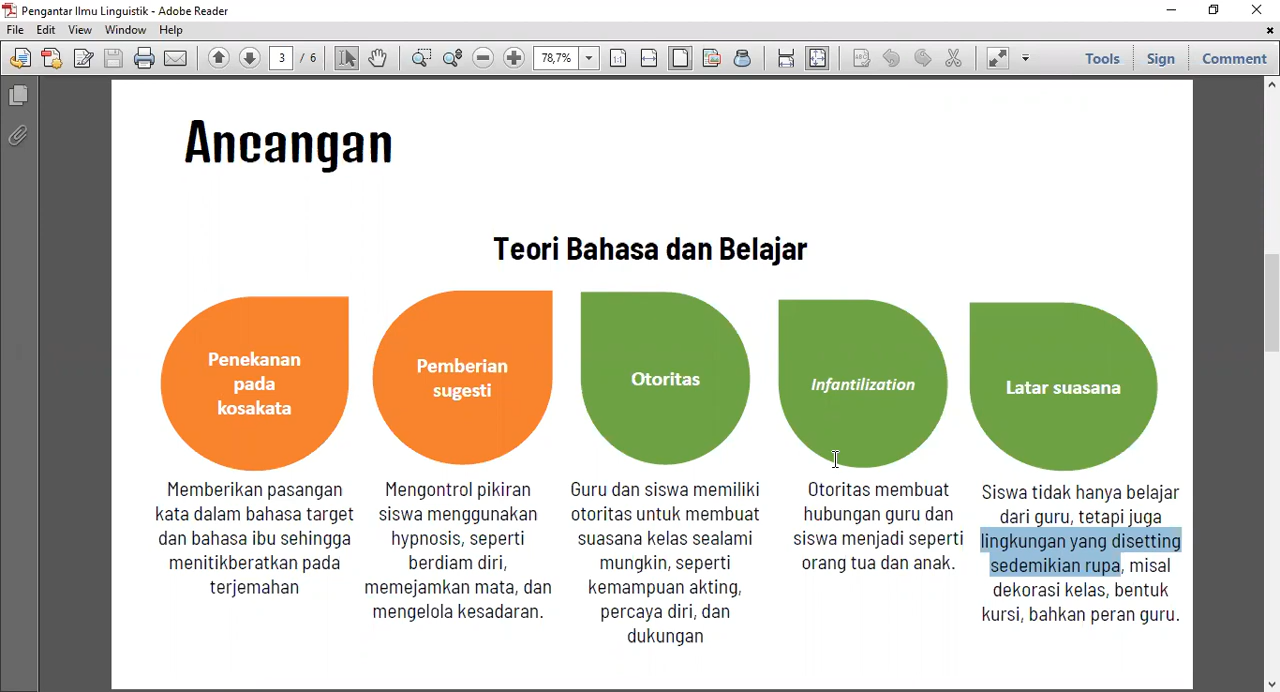 Pengantar Ilmu Linguistik - Adobe Reader
File Edit View Window Help
3 / 6 78,7% Tools Sign Comment
Ancangan
Teori Bahasa dan Belajar
Penekanan
pada
kosakata
Memberikan pasangan
kata dalam bahasa target
dan bahasa ibu sehingga
menitikberatkan pada
terjemahan
Pemberian
sugesti
Mengontrol pikiran
siswa menggunakan
hypnosis, seperti
berdiam diri,
memejamkan mata, dan
mengelola kesadaran.
Otoritas
Guru dan siswa memiliki
otoritas untuk membuat
suasana kelas sealami
mungkin, seperti
kemampuan akting,
percaya diri, dan
dukungan
Infantilization
Otoritas membuat
hubungan guru dan
siswa menjadi seperti
orang tua dan anak.
Latar suasana
Siswa tidak hanya belajar
dari guru, tetapi juga
lingkungan yang disetting
sedemikian rupa, misal
dekorasi kelas, bentuk
kursi, bahkan peran guru.